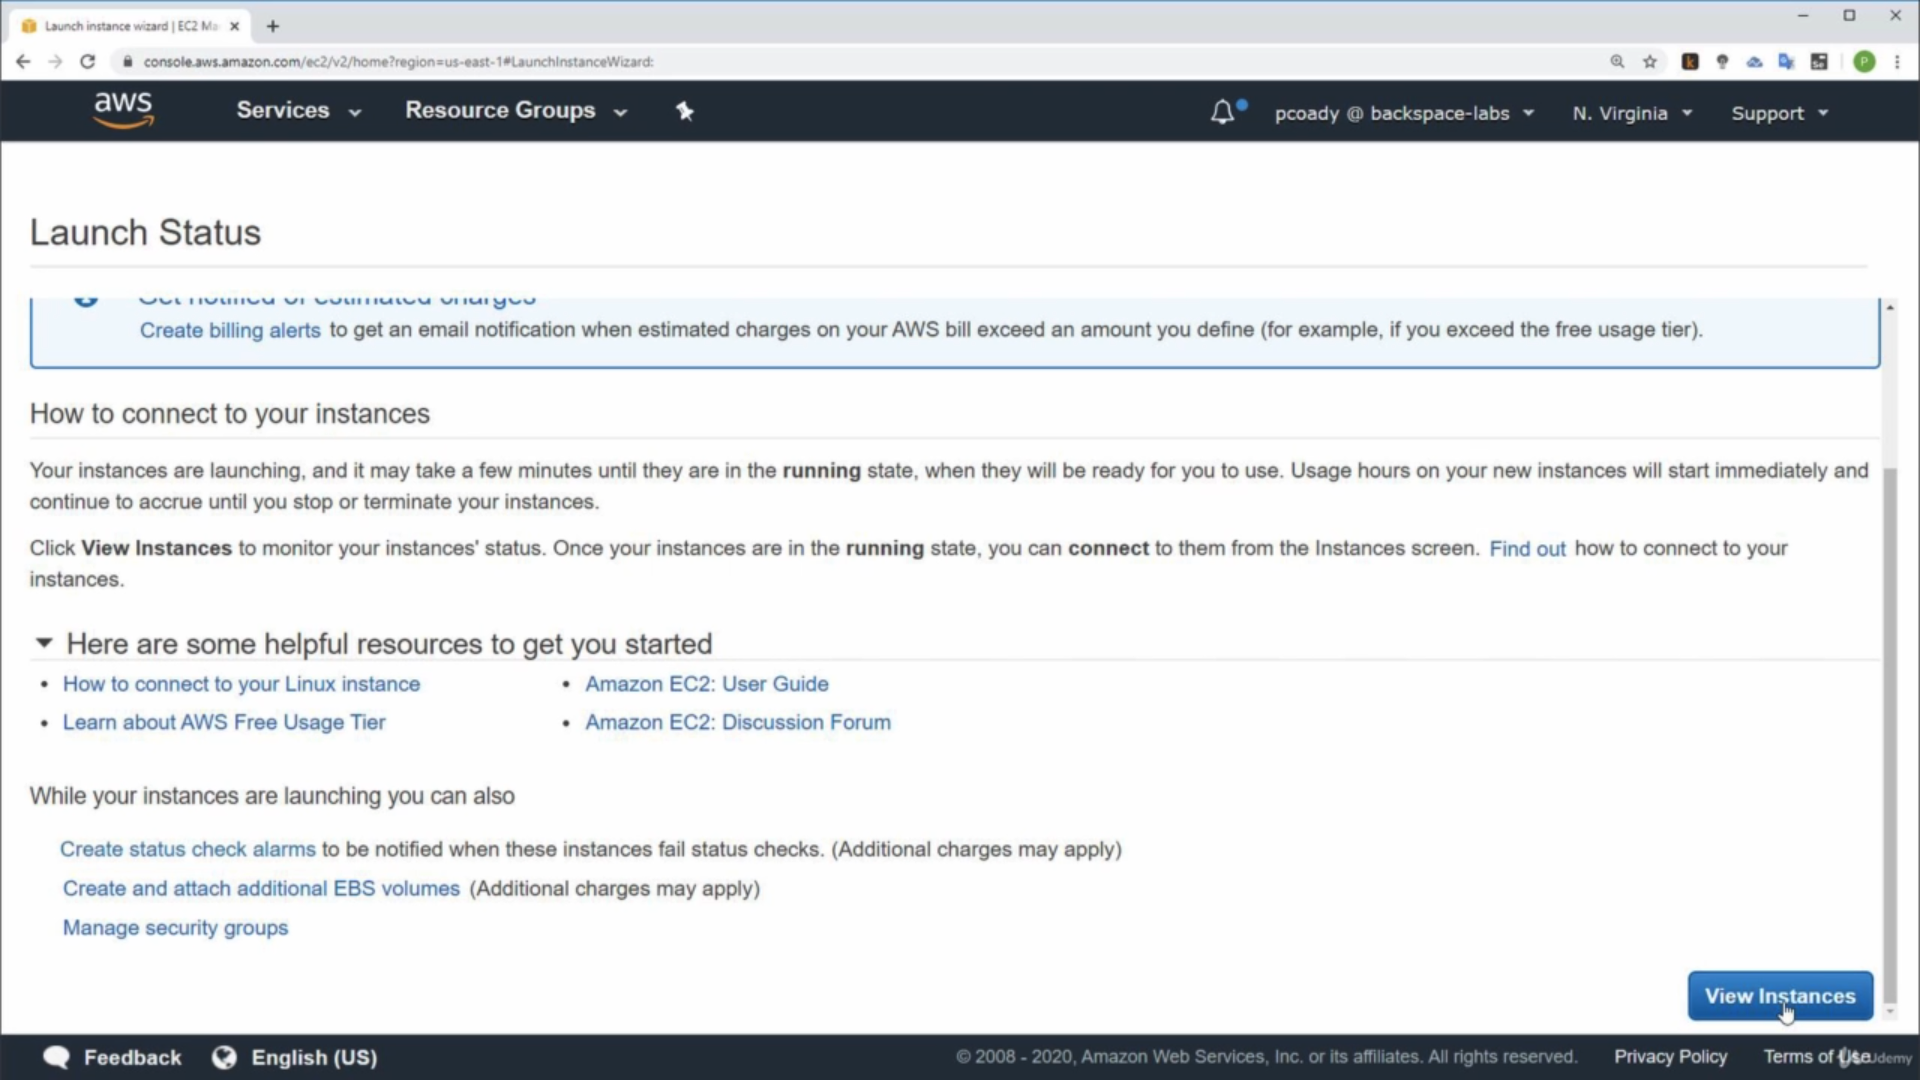 Launch instance wizard | EC2 Ma
console.aws.amazon.com/ec2/v2/home?region=us-east-1#LaunchInstanceWizard:
aws Services Resource Groups pcoady @ backspace-labs N. Virginia Support
Launch Status
Get notified of estimated charges
Create billing alerts to get an email notification when estimated charges on your AWS bill exceed an amount you define (for example, if you exceed the free usage tier).
How to connect to your instances
Your instances are launching, and it may take a few minutes until they are in the running state, when they will be ready for you to use. Usage hours on your new instances will start immediately and
continue to accrue until you stop or terminate your instances.
Click View Instances to monitor your instances' status. Once your instances are in the running state, you can connect to them from the Instances screen. Find out how to connect to your
instances.
Here are some helpful resources to get you started
• How to connect to your Linux instance • Amazon EC2: User Guide
• Learn about AWS Free Usage Tier • Amazon EC2: Discussion Forum
While your instances are launching you can also
Create status check alarms to be notified when these instances fail status checks. (Additional charges may apply)
Create and attach additional EBS volumes (Additional charges may apply)
Manage security groups
View Instances
Feedback English (US) © 2008 - 2020, Amazon Web Services, Inc. or its affiliates. All rights reserved. Privacy Policy Terms of Use Udemy